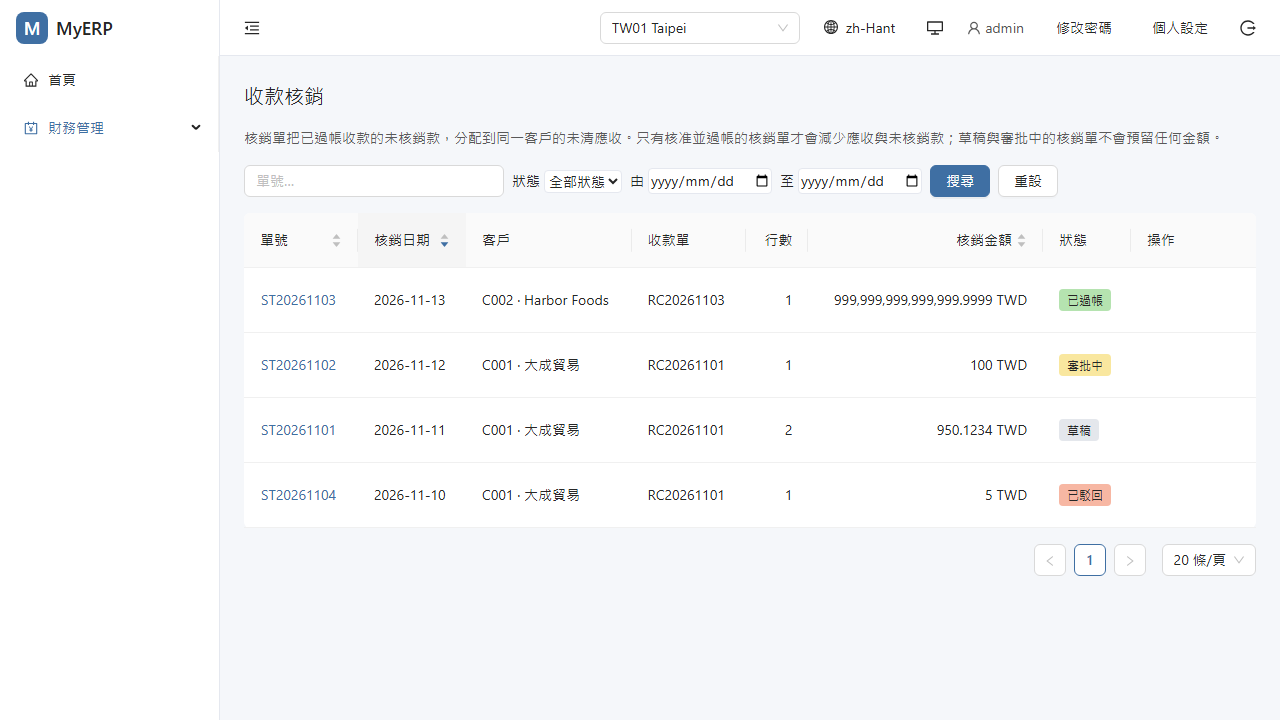 M MyERP
TW01 Taipei
zh-Hant
admin
修改密碼
個人設定
首頁
財務管理
收款核銷
核銷單把已過帳收款的未核銷款，分配到同一客戶的未清應收。只有核准並過帳的核銷單才會減少應收與未核銷款；草稿與審批中的核銷單不會預留任何金額。
單號... 狀態 全部狀態 由 yyyy/mm/dd 至 yyyy/mm/dd 搜尋 重設
單號 核銷日期 客戶 收款單 行數 核銷金額 狀態 操作
ST20261103 2026-11-13 C002 · Harbor Foods RC20261103 1 999,999,999,999,999.9999 TWD 已過帳
ST20261102 2026-11-12 C001 · 大成貿易 RC20261101 1 100 TWD 審批中
ST20261101 2026-11-11 C001 · 大成貿易 RC20261101 2 950.1234 TWD 草稿
ST20261104 2026-11-10 C001 · 大成貿易 RC20261101 1 5 TWD 已駁回
1 20 條/頁